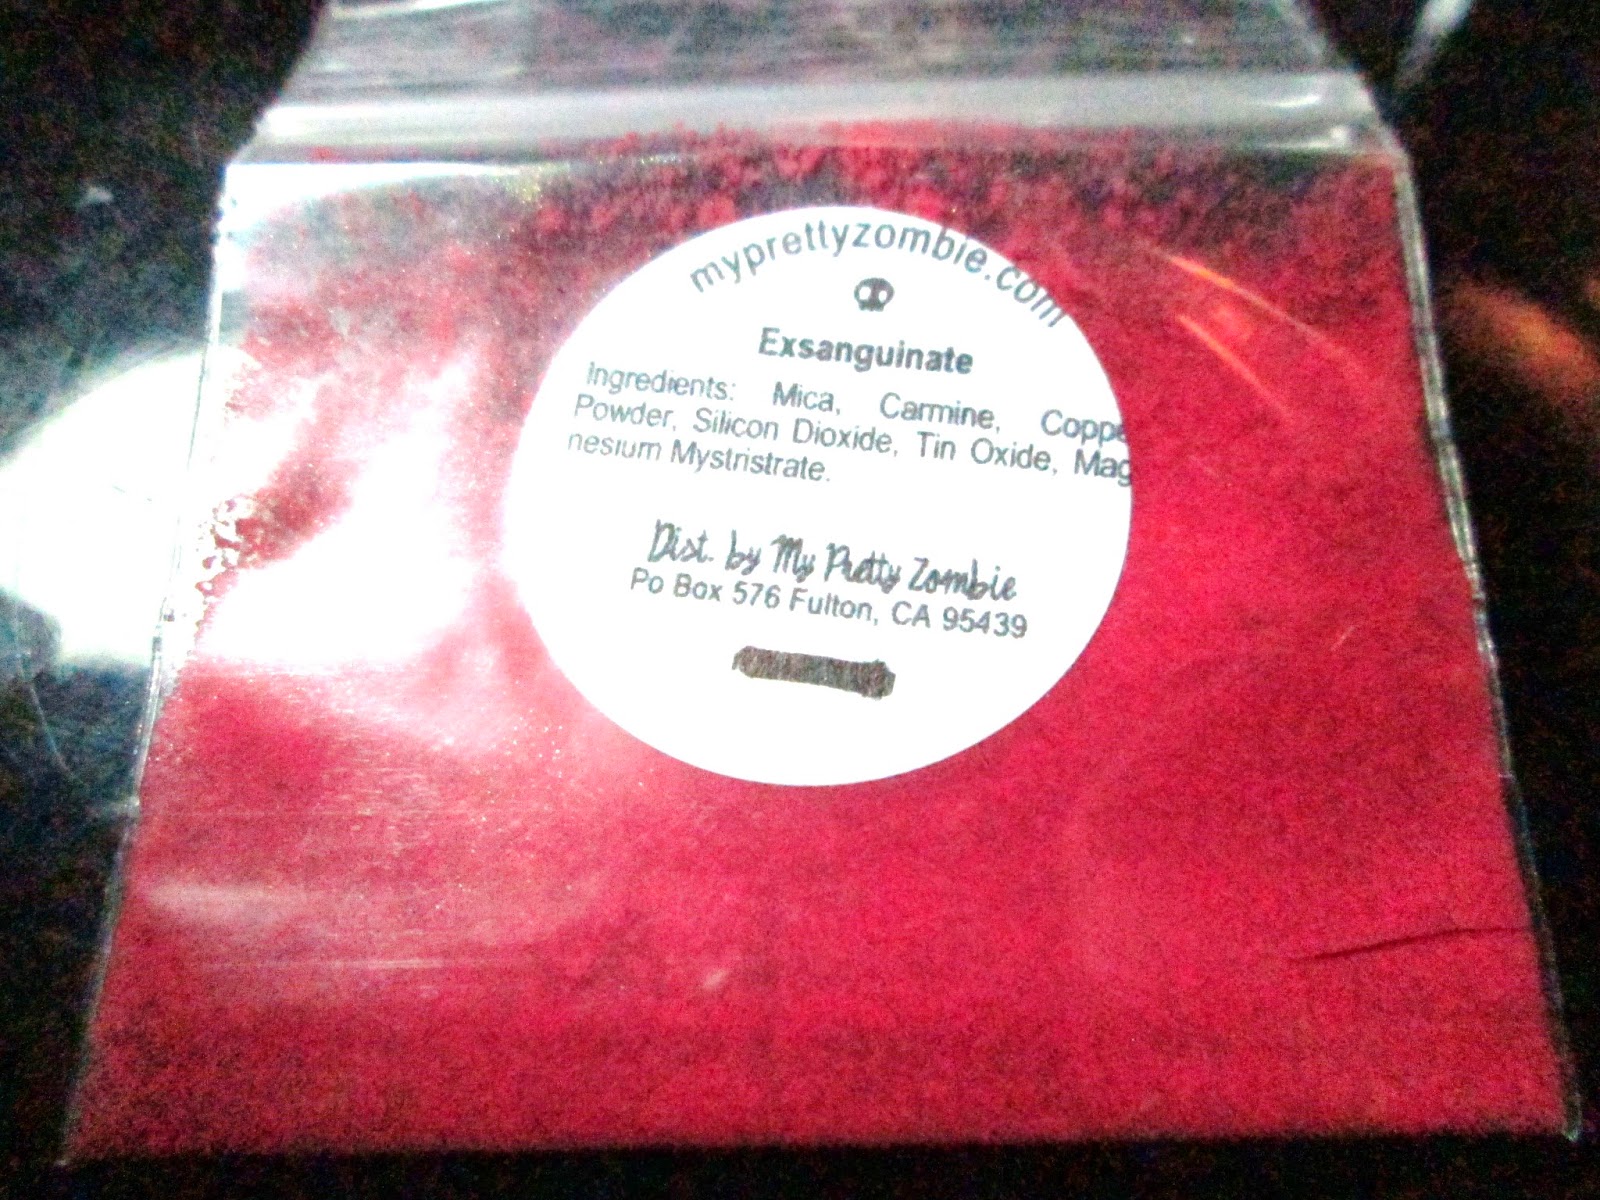 myprettyzombie.com
Exsanguinate
Ingredients: Mica, Carmine, Coppe
Powder, Silicon Dioxide, Tin Oxide, Mag
nesium Mystristrate.
Dist. by My Pretty Zombie
Po Box 576 Fulton, CA 95439